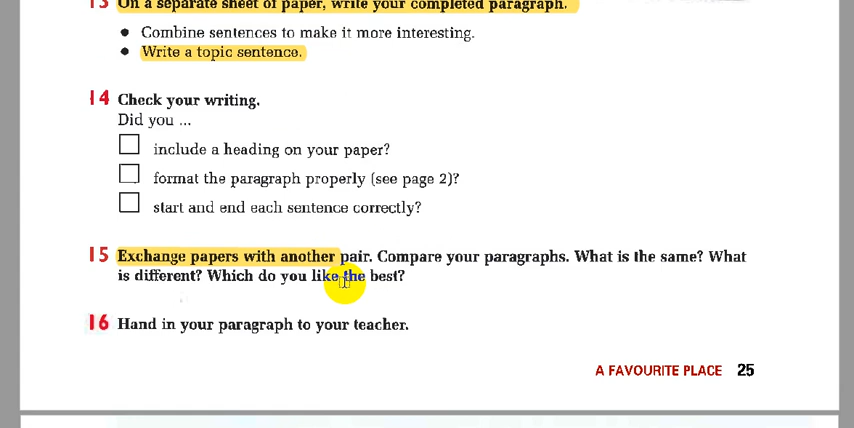 13 On a separate sheet of paper, write your completed paragraph.
• Combine sentences to make it more interesting.
• Write a topic sentence.
14 Check your writing.
Did you ...
include a heading on your paper?
format the paragraph properly (see page 2)?
start and end each sentence correctly?
15 Exchange papers with another pair. Compare your paragraphs. What is the same? What
is different? Which do you like the best?
16 Hand in your paragraph to your teacher.
A FAVOURITE PLACE 25